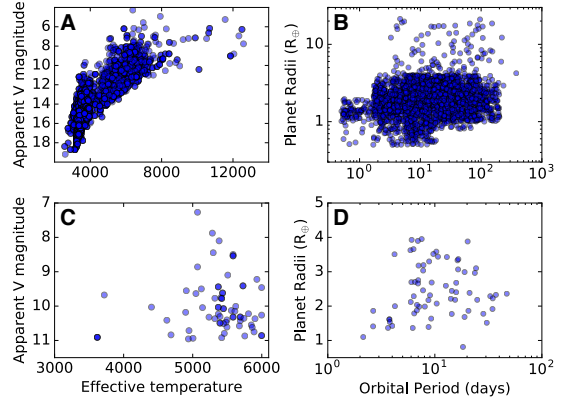 A
B
Apparent V magnitude
6
8
10
12
14
16
18
4000 8000 12000
Planet Radii (R⊕)
10
1
10⁰ 10¹ 10² 10³
C
D
Apparent V magnitude
7
8
9
10
11
3000 4000 5000 6000
Effective temperature
Planet Radii (R⊕)
5
4
3
2
1
10⁰ 10¹ 10²
Orbital Period (days)